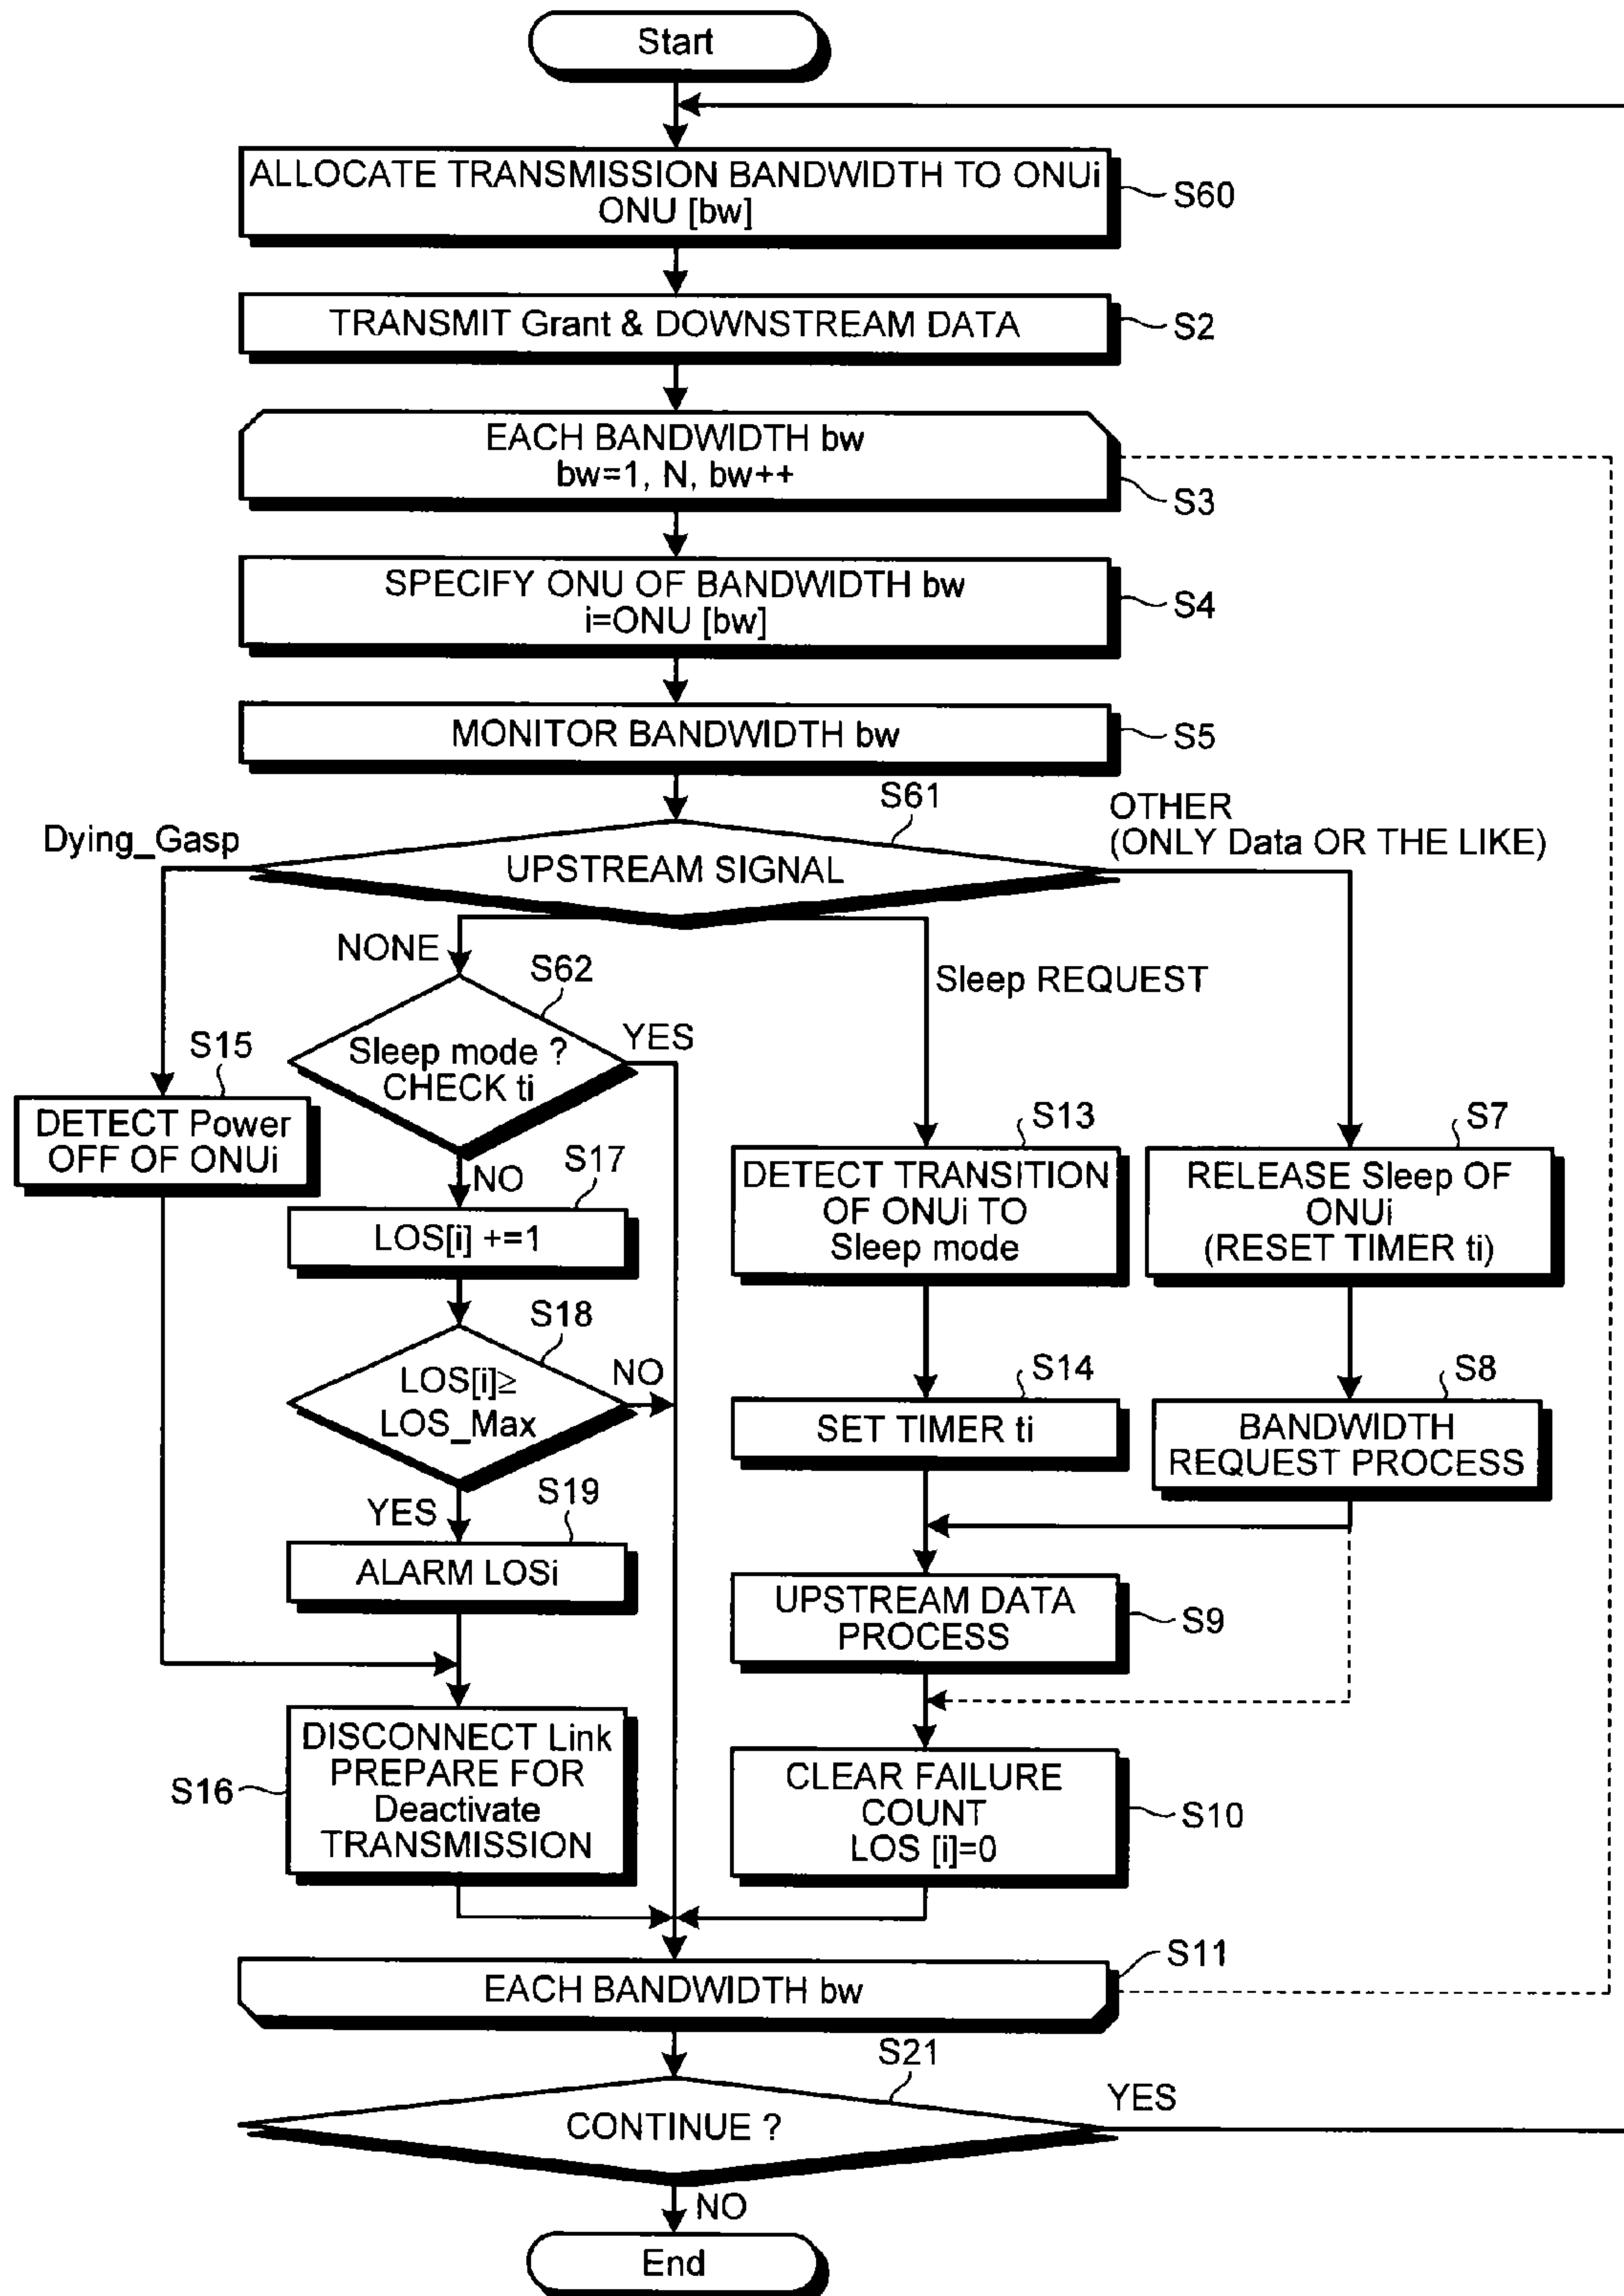 Start
ALLOCATE TRANSMISSION BANDWIDTH TO ONUi
ONU [bw]
S60
TRANSMIT Grant & DOWNSTREAM DATA
S2
EACH BANDWIDTH bw
bw=1, N, bw++
S3
SPECIFY ONU OF BANDWIDTH bw
i=ONU [bw]
S4
MONITOR BANDWIDTH bw
S5
S61
UPSTREAM SIGNAL
Dying_Gasp
OTHER
(ONLY Data OR THE LIKE)
NONE
Sleep REQUEST
S62
Sleep mode ?
CHECK ti
YES
NO
S15
DETECT Power
OFF OF ONUi
S17
LOS[i] +=1
S18
LOS[i]≥
LOS_Max
NO
YES
S19
ALARM LOSi
S16
DISCONNECT Link
PREPARE FOR
Deactivate
TRANSMISSION
S13
DETECT TRANSITION
OF ONUi TO
Sleep mode
S14
SET TIMER ti
S7
RELEASE Sleep OF
ONUi
(RESET TIMER ti)
S8
BANDWIDTH
REQUEST PROCESS
UPSTREAM DATA
PROCESS
S9
CLEAR FAILURE
COUNT
LOS [i]=0
S10
EACH BANDWIDTH bw
S11
S21
CONTINUE ?
YES
NO
End